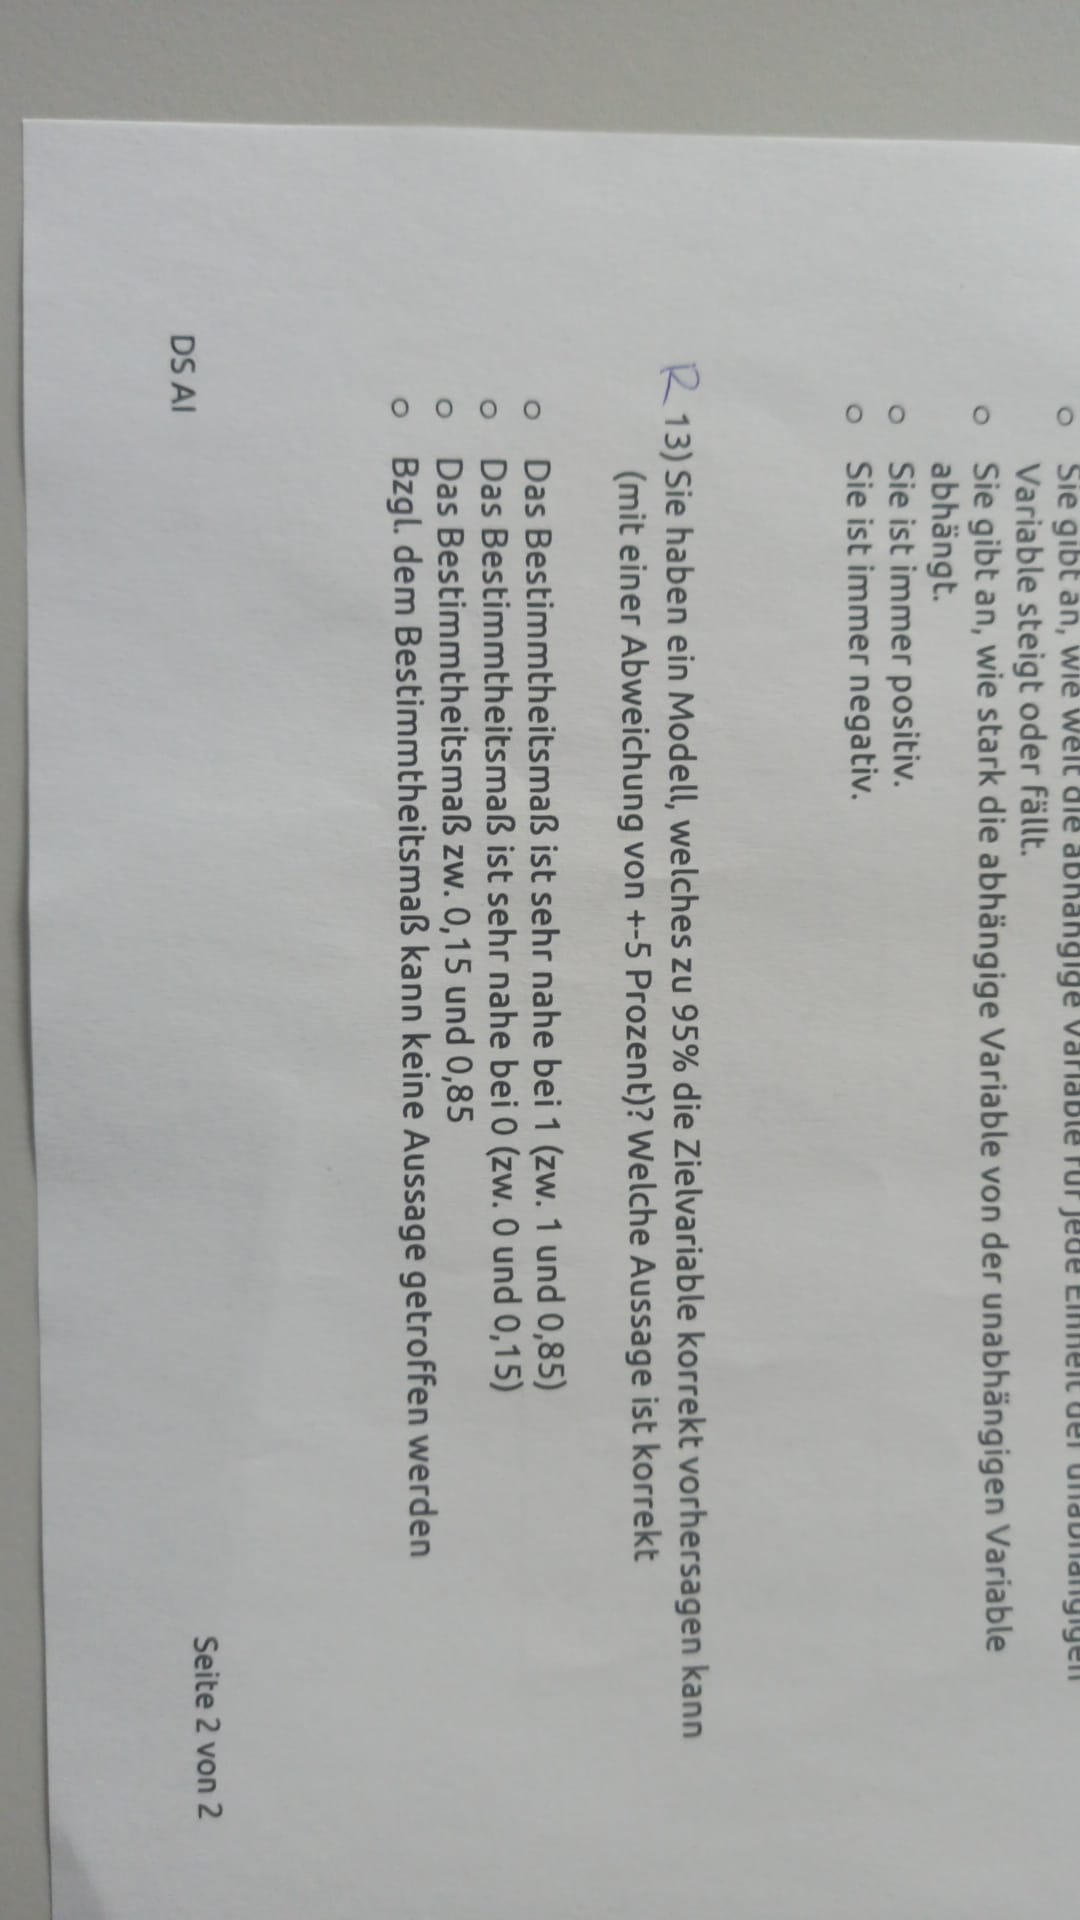 o Sie gibt an, wie weit die abhängige Variable für jede Einheit der unabhängigen
Variable steigt oder fällt.
o Sie gibt an, wie stark die abhängige Variable von der unabhängigen Variable
abhängt.
o Sie ist immer positiv.
o Sie ist immer negativ.
R 13) Sie haben ein Modell, welches zu 95% die Zielvariable korrekt vorhersagen kann
(mit einer Abweichung von +-5 Prozent)? Welche Aussage ist korrekt
o Das Bestimmtheitsmaß ist sehr nahe bei 1 (zw. 1 und 0,85)
o Das Bestimmtheitsmaß ist sehr nahe bei 0 (zw. 0 und 0,15)
o Das Bestimmtheitsmaß zw. 0,15 und 0,85
o Bzgl. dem Bestimmtheitsmaß kann keine Aussage getroffen werden
DS AI
Seite 2 von 2